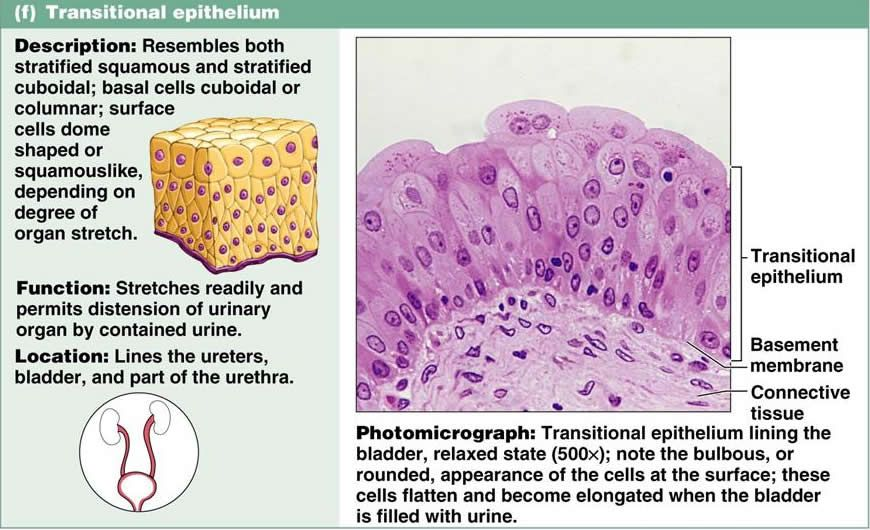 (f) Transitional epithelium
Description: Resembles both
stratified squamous and stratified
cuboidal; basal cells cuboidal or
columnar; surface
cells dome
shaped or
squamouslike,
depending on
degree of
organ stretch.
Function: Stretches readily and
permits distension of urinary
organ by contained urine.
Location: Lines the ureters,
bladder, and part of the urethra.
Transitional
epithelium
Basement
membrane
Connective
tissue
Photomicrograph: Transitional epithelium lining the
bladder, relaxed state (500×); note the bulbous, or
rounded, appearance of the cells at the surface; these
cells flatten and become elongated when the bladder
is filled with urine.